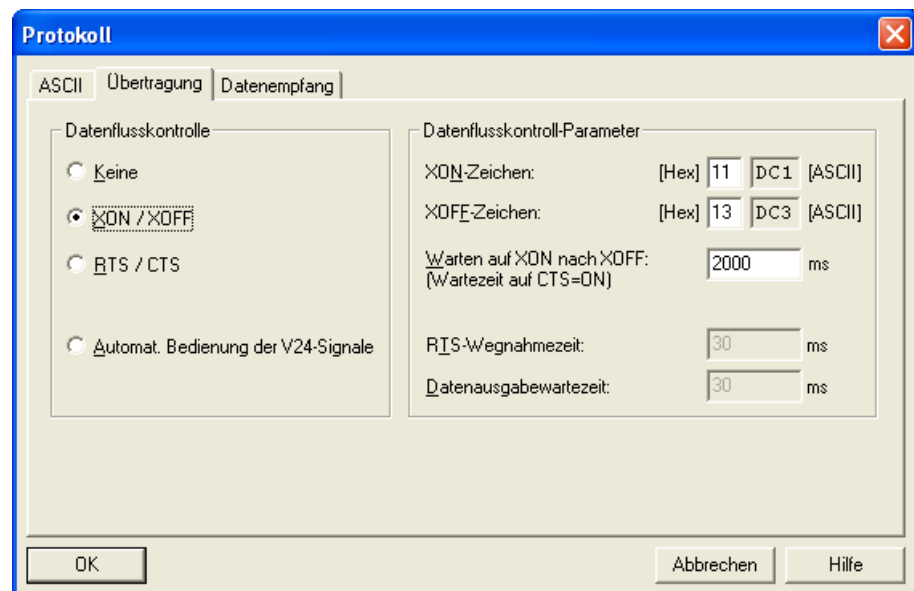 Protokoll
ASCII Übertragung Datenempfang
Datenflusskontrolle
Keine
XON / XOFF
RTS / CTS
Automat. Bedienung der V24-Signale
Datenflusskontroll-Parameter
XON-Zeichen: [Hex] 11 DC1 [ASCII]
XOFF-Zeichen: [Hex] 13 DC3 [ASCII]
Warten auf XON nach XOFF: 2000 ms
(Wartezeit auf CTS=ON)
RTS-Wegnahmezeit: 30 ms
Datenausgabewartezeit: 30 ms
OK Abbrechen Hilfe